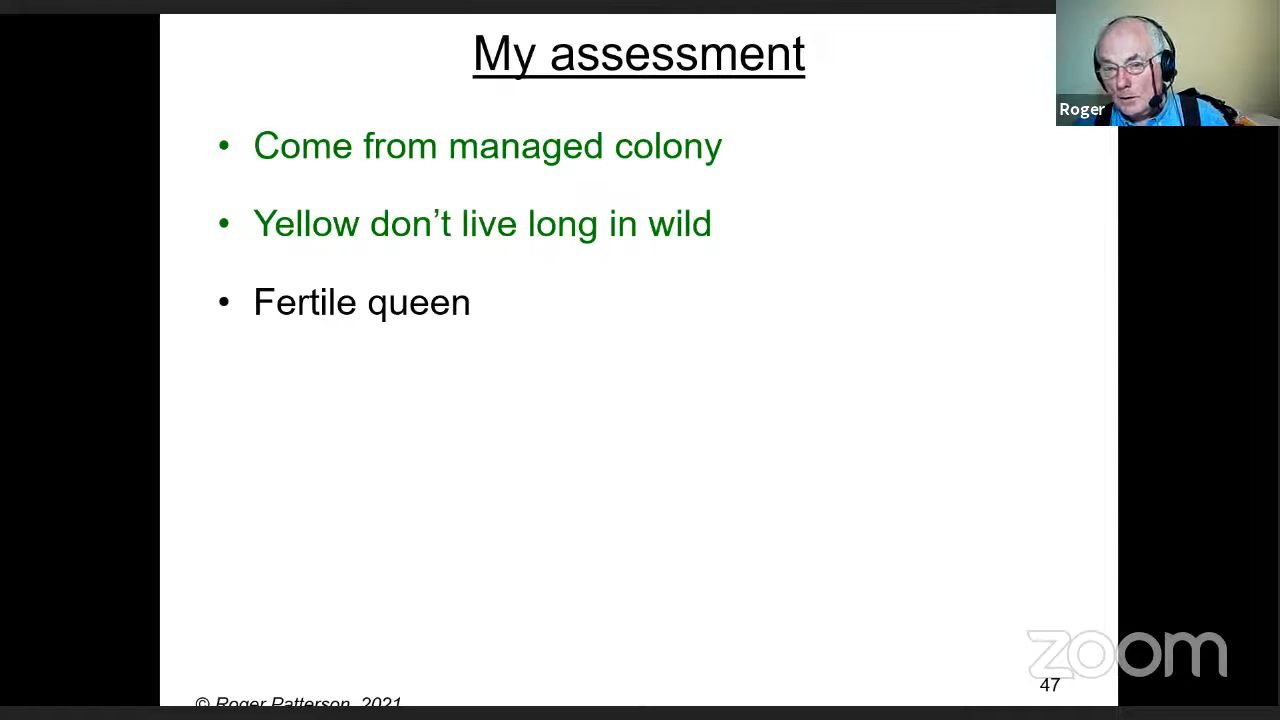 My assessment
Roger
• Come from managed colony
• Yellow don’t live long in wild
• Fertile queen
zoom
47
© Roger Patterson, 2021